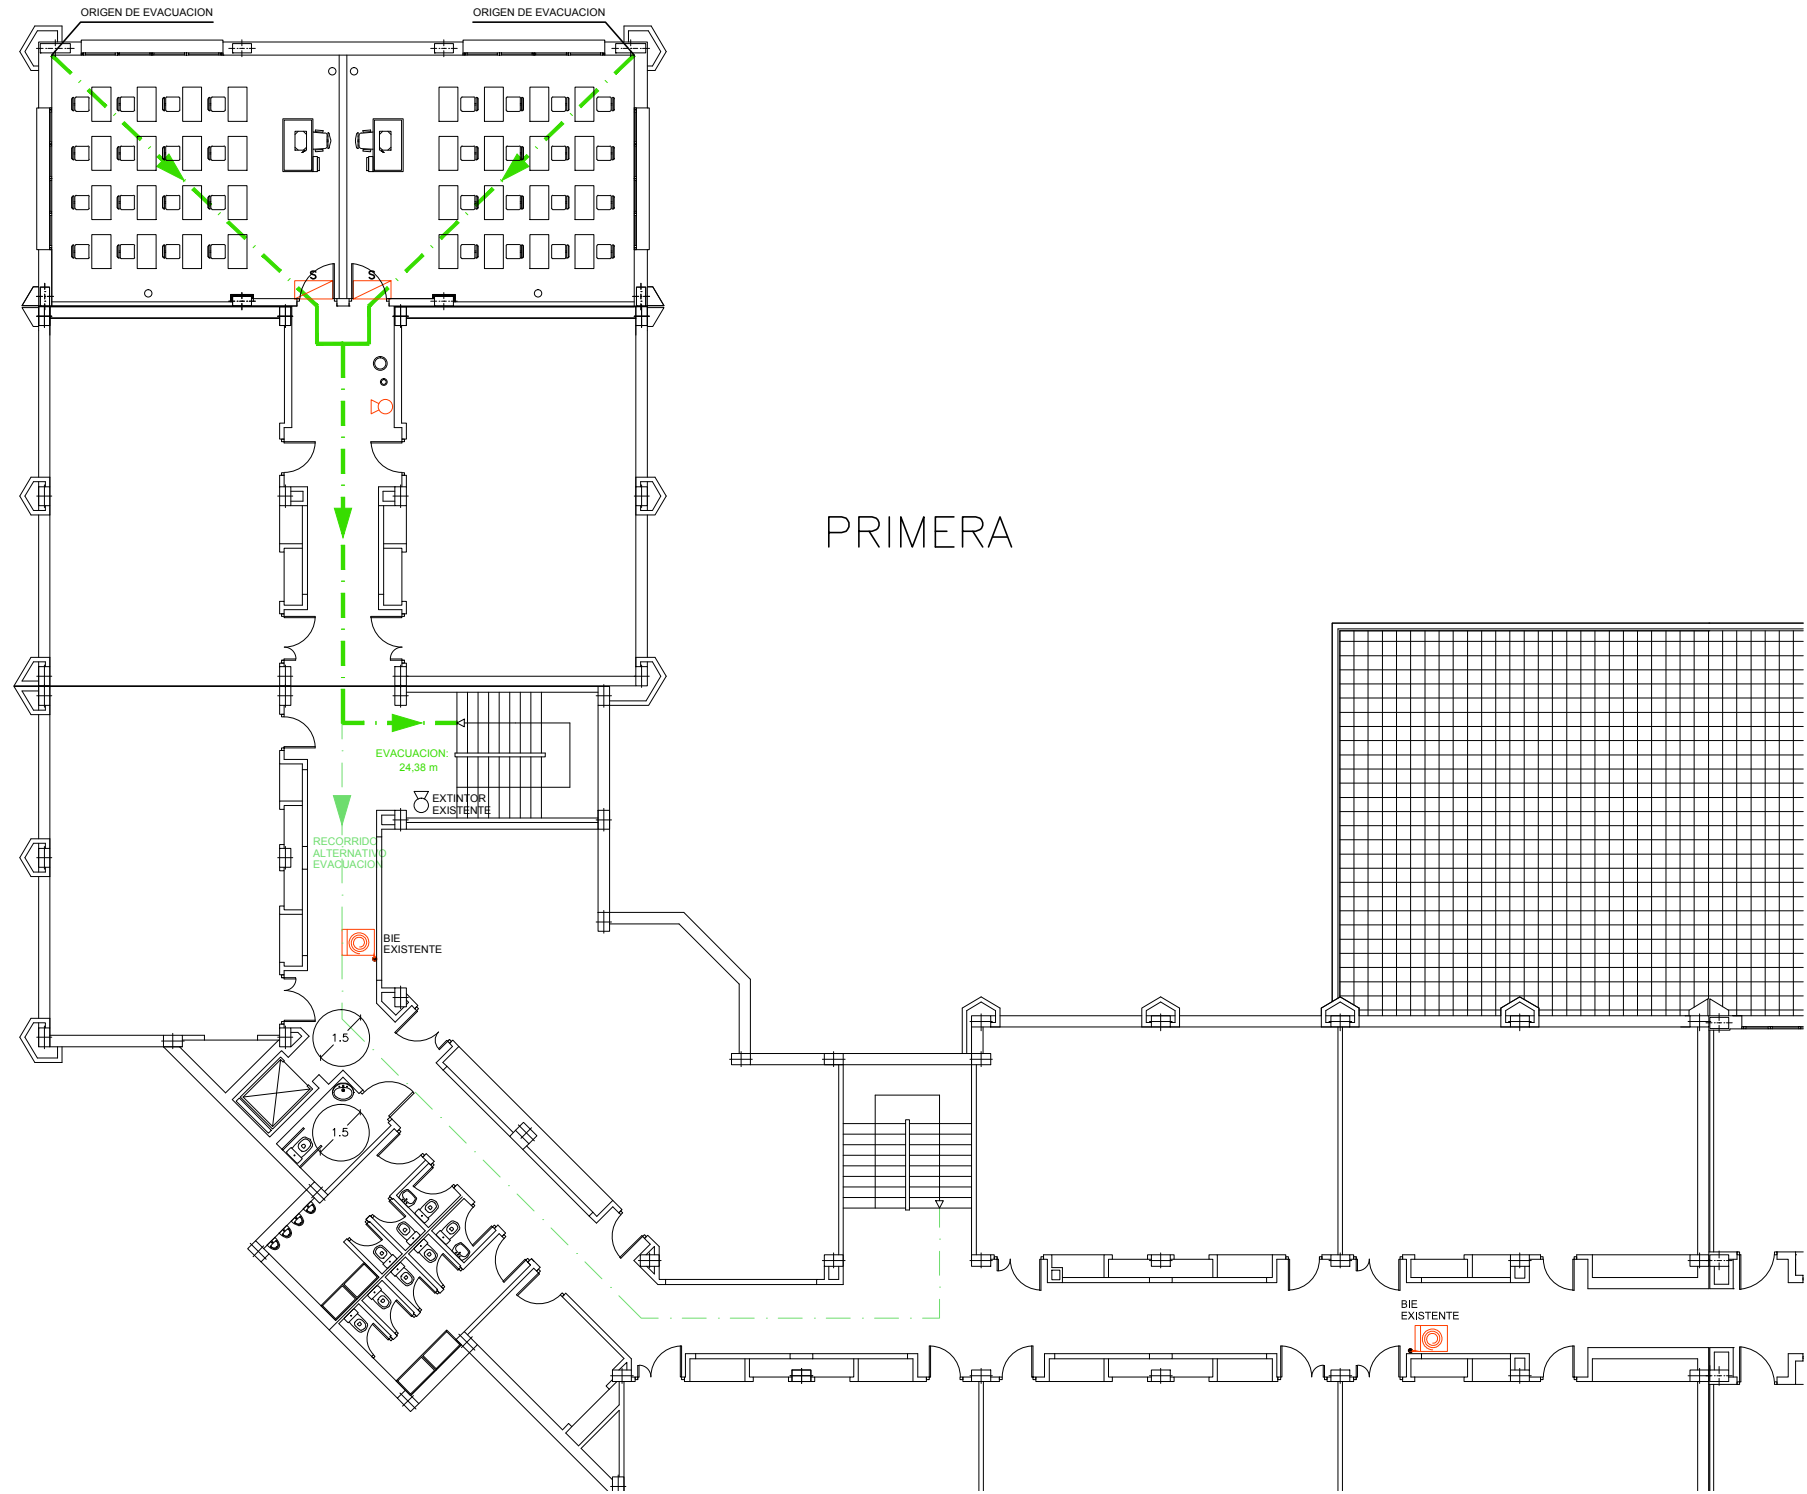 ORIGEN DE EVACUACION
ORIGEN DE EVACUACION
S
S
PRIMERA
EVACUACION:
24,38 m
EXTINTOR
EXISTENTE
RECORRIDO
ALTERNATIVO
EVACUACION
BIE
EXISTENTE
1.5
1.5
BIE
EXISTENTE